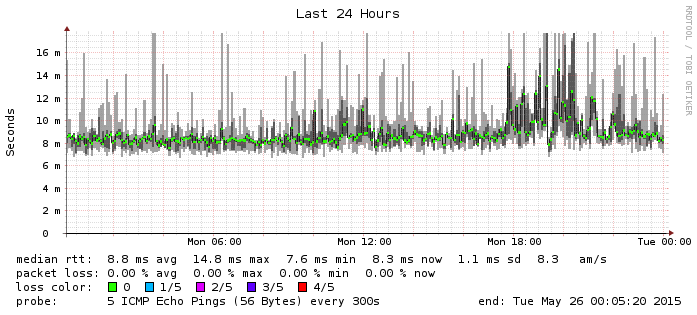 Last 24 Hours
RRDTOOL / TOBI OETIKER
Seconds
16 m
14 m
12 m
10 m
8 m
6 m
4 m
2 m
0
Mon 06:00 Mon 12:00 Mon 18:00 Tue 00:00
median rtt: 8.8 ms avg 14.8 ms max 7.6 ms min 8.3 ms now 1.1 ms sd 8.3 am/s
packet loss: 0.00 % avg 0.00 % max 0.00 % min 0.00 % now
loss color: 0 1/5 2/5 3/5 4/5
probe: 5 ICMP Echo Pings (56 Bytes) every 300s end: Tue May 26 00:05:20 2015